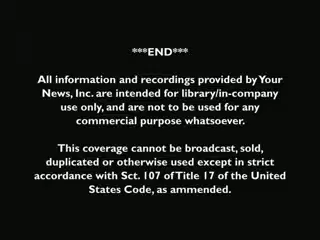 ***END***
All information and recordings provided by Your
News, Inc. are intended for library/in-company
use only, and are not to be used for any
commercial purpose whatsoever.
This coverage cannot be broadcast, sold,
duplicated or otherwise used except in strict
accordance with Sct. 107 of Title 17 of the United
States Code, as ammended.